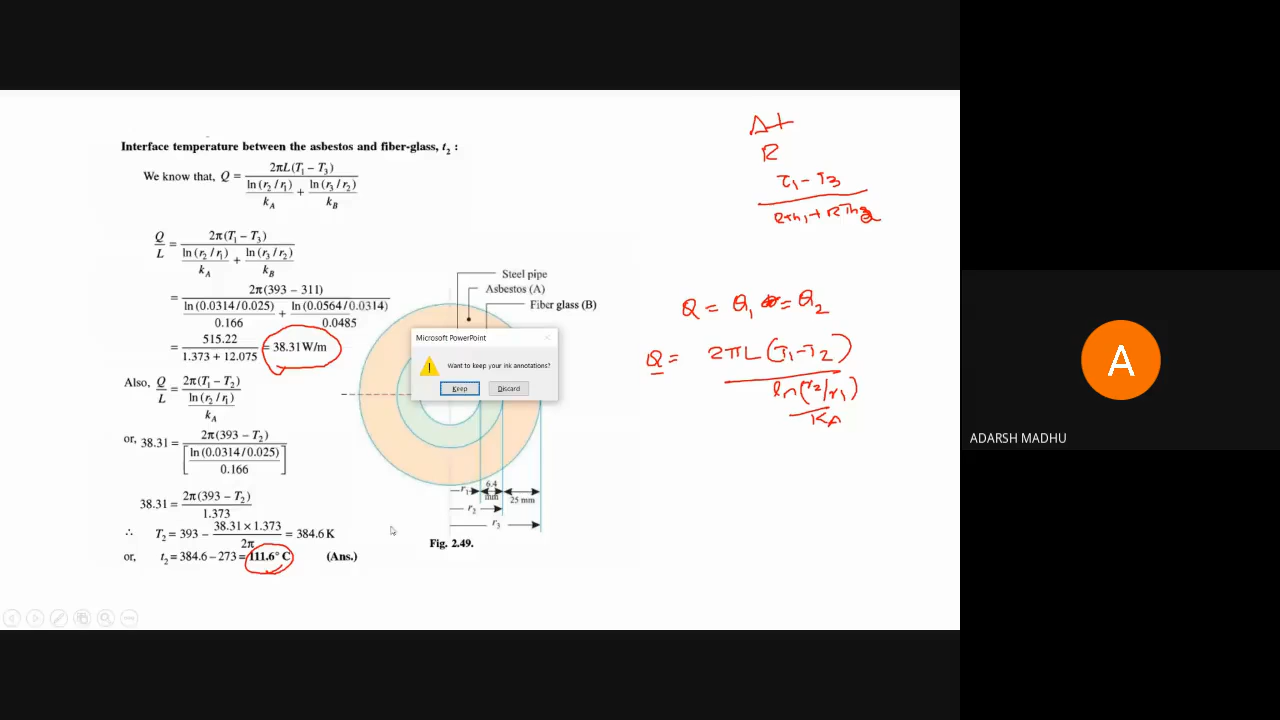 Interface temperature between the asbestos and fiber-glass, t₂ :
We know that, Q = 2πL(T₁ − T₃) / [ln (r₂ / r₁) / k_A + ln (r₃ / r₂) / k_B]
Q / L = 2π(T₁ − T₃) / [ln (r₂ / r₁) / k_A + ln (r₃ / r₂) / k_B]
= 2π(393 − 311) / [ln (0.0314 / 0.025) / 0.166 + ln (0.0564 / 0.0314) / 0.0485]
= 515.22 / (1.373 + 12.075) = 38.31 W/m
Also, Q / L = 2π(T₁ − T₂) / [ln (r₂ / r₁) / k_A]
or, 38.31 = 2π(393 − T₂) / [ln (0.0314 / 0.025) / 0.166]
38.31 = 2π(393 − T₂) / 1.373
∴ T₂ = 393 − 38.31 × 1.373 / 2π = 384.6 K
or, t₂ = 384.6 − 273 = 111.6° C (Ans.)
Steel pipe
Asbestos (A)
Fiber glass (B)
Microsoft PowerPoint
Want to keep your ink annotations?
Keep Discard
r₁ 6.4 mm 25 mm
r₂
r₃
Fig. 2.49.
Δt
R
T₁ − T₃
RTh₁ + RTh₂
Q = Q₁ = Q₂
Q = 2πL (T₁ − T₂)
ln (r₂/r₁)
KA
A
ADARSH MADHU